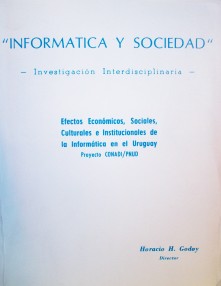 "INFORMATICA Y SOCIEDAD"
- Investigación Interdisciplinaria -
Efectos Económicos, Sociales,
Culturales e Institucionales de
la Informática en el Uruguay
Proyecto CONADI/PNUD
Horacio H. Godoy
Director